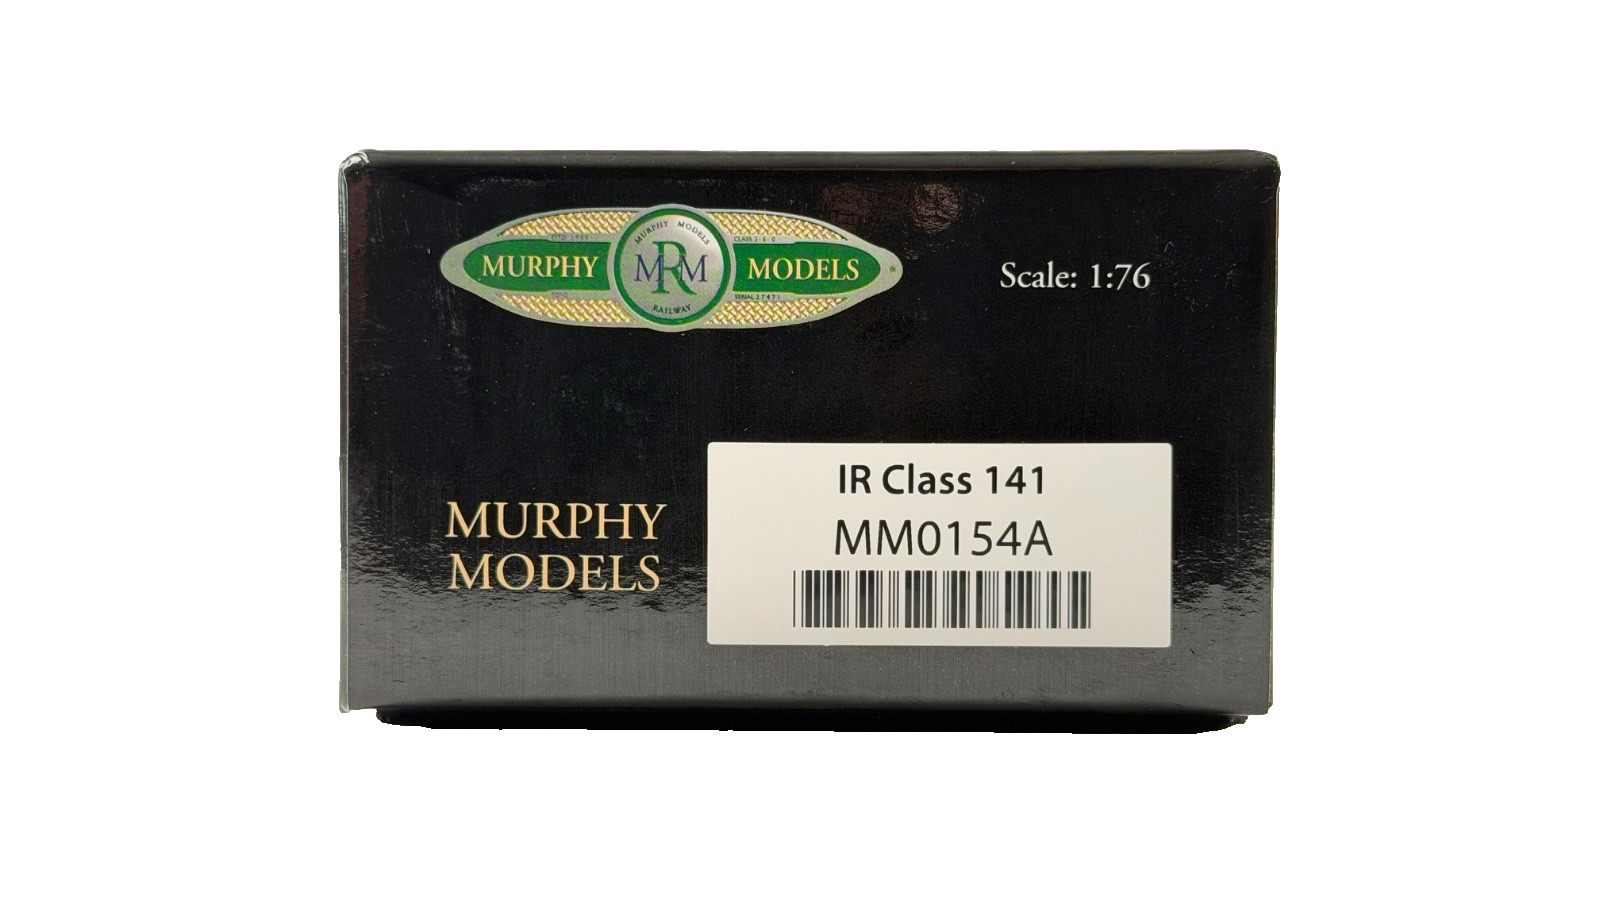 MURPHY MODELS
MURPHY MODELS
MRM
RAILWAY
Scale: 1:76
MURPHY
MODELS
IR Class 141
MM0154A